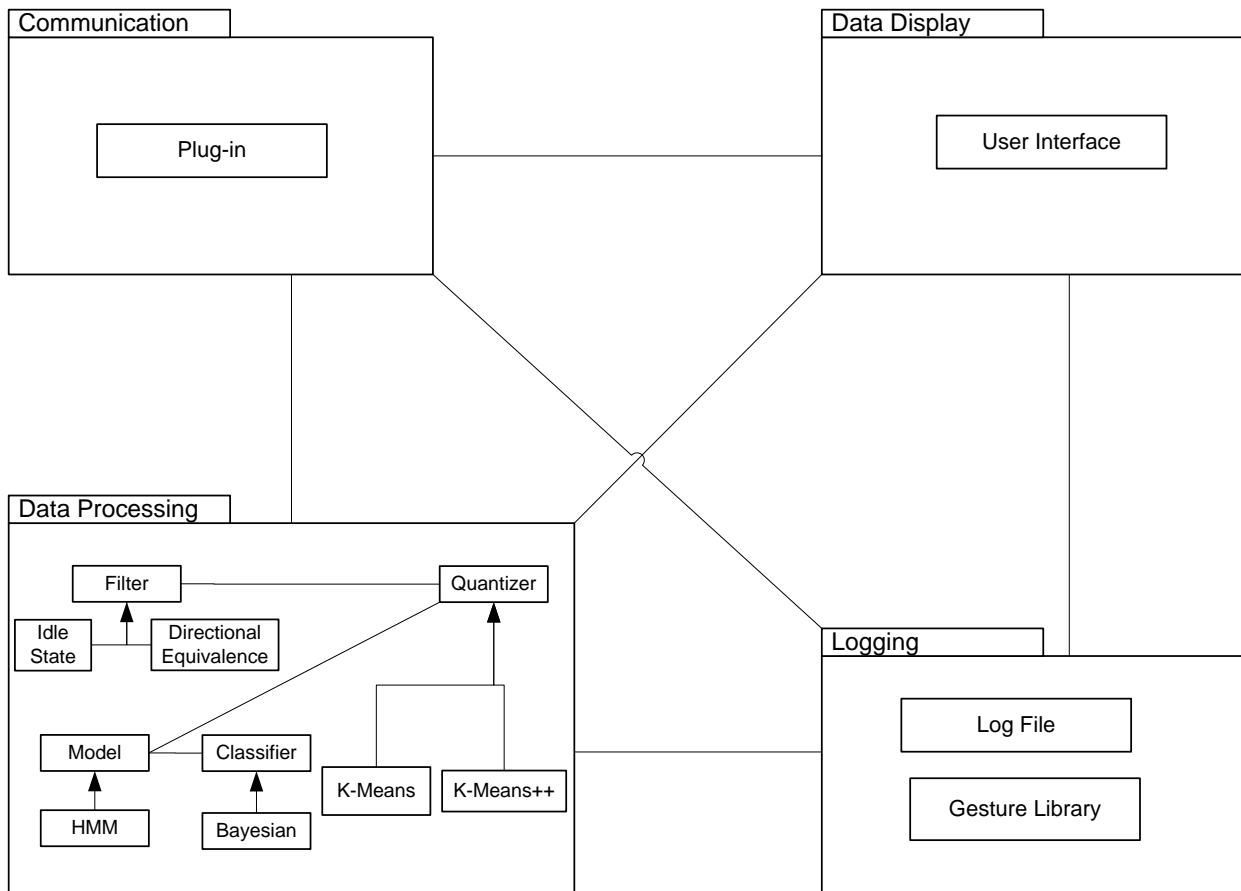 Communication
Data Display
Plug-in
User Interface
Data Processing
Filter
Quantizer
Idle
State
Directional
Equivalence
Model
Classifier
K-Means
K-Means++
HMM
Bayesian
Logging
Log File
Gesture Library